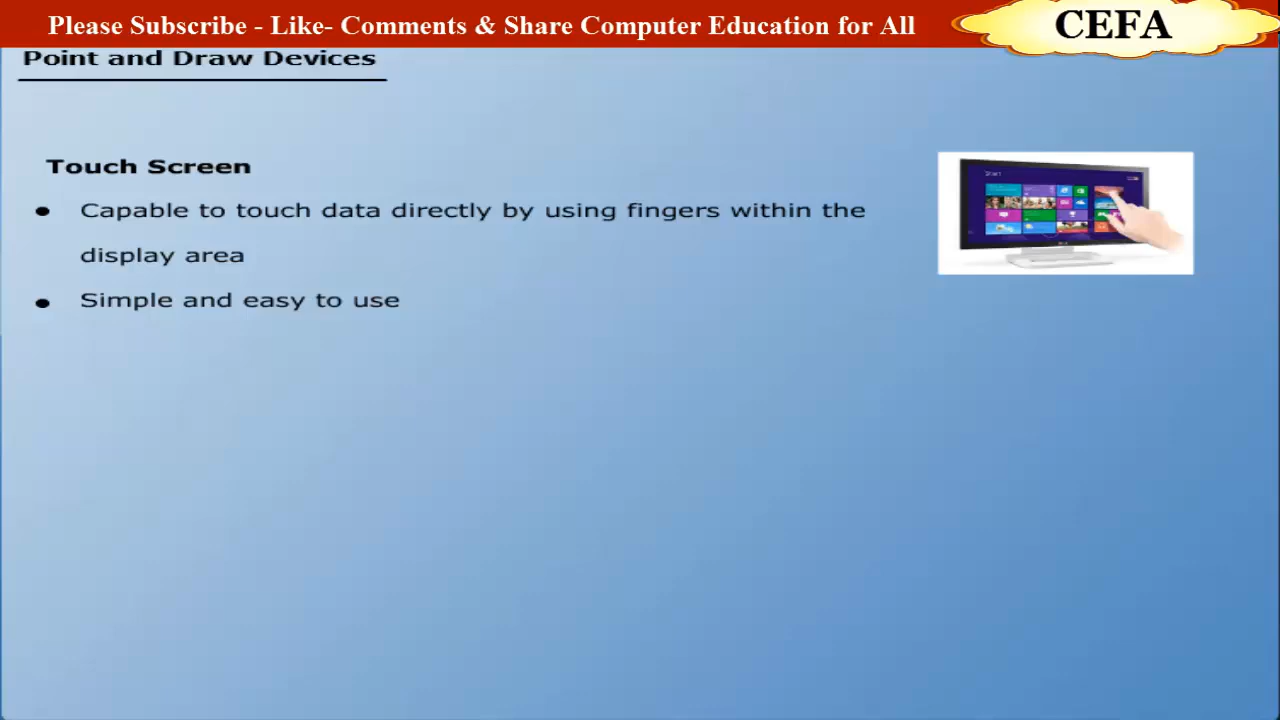 Please Subscribe - Like- Comments & Share Computer Education for All
CEFA
Point and Draw Devices
Touch Screen
Capable to touch data directly by using fingers within the
display area
Simple and easy to use
Start